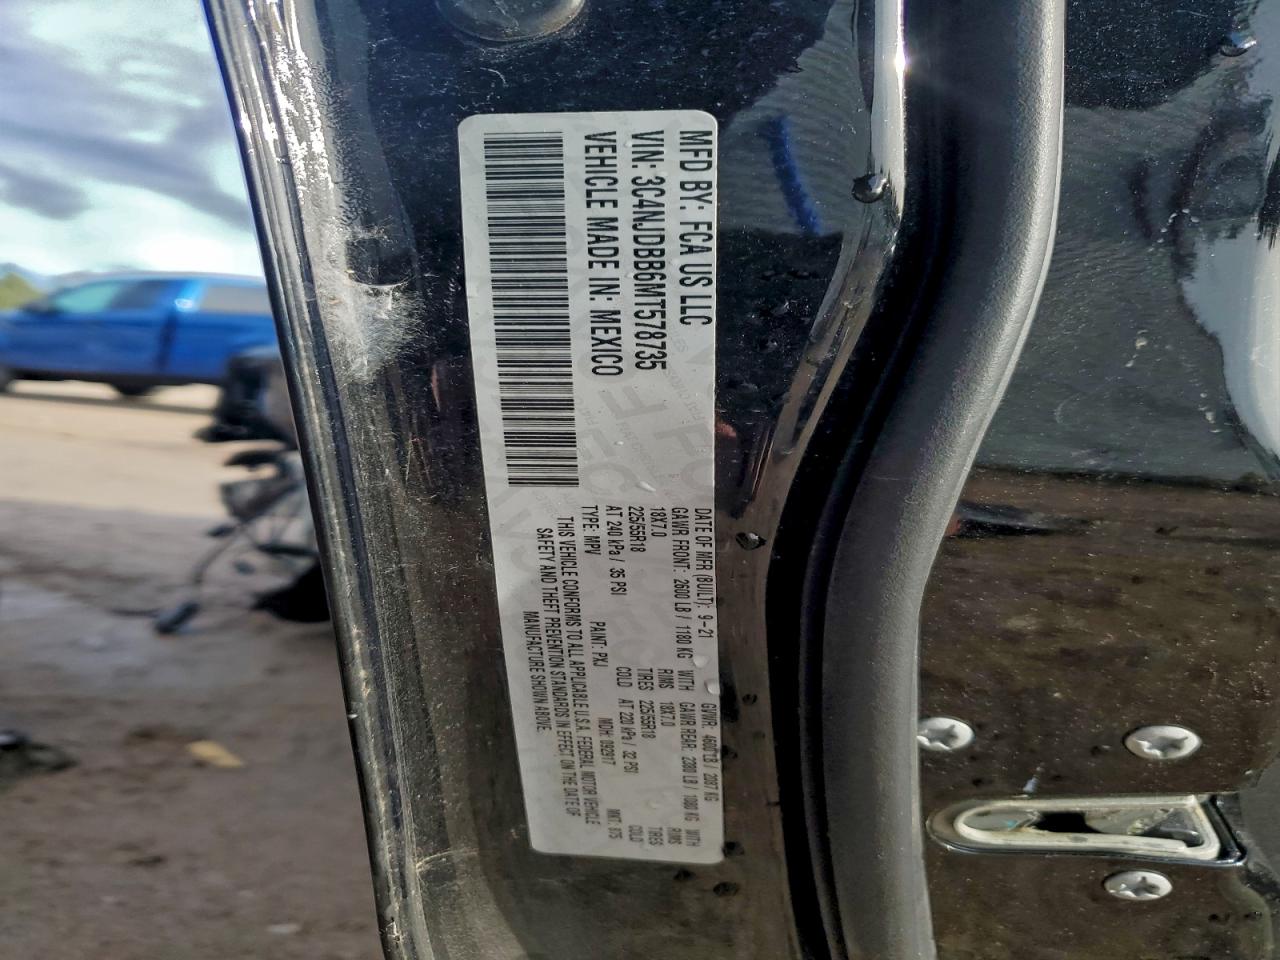 MFD BY: FCA US LLC
VIN: 3C4NJDBB6MT578735
VEHICLE MADE IN: MEXICO
DATE OF MFR (BUILT): 9-21 GVWR: 4600 LB / 2087 KG
GAWR FRONT: 2600 LB / 1180 KG WITH GAWR REAR: 2380 LB / 1080 KG WITH
18X7.0 RIMS 18X7.0 RIMS
225/55R18 TIRES 225/55R18 TIRES
AT 240 kPa / 35 PSI COLD AT 220 kPa / 32 PSI COLD
TYPE: MPV PAINT: PXJ MDH: 092917 MKT: 875
THIS VEHICLE CONFORMS TO ALL APPLICABLE U.S.A. FEDERAL MOTOR VEHICLE
SAFETY AND THEFT PREVENTION STANDARDS IN EFFECT ON THE DATE OF
MANUFACTURE SHOWN ABOVE.